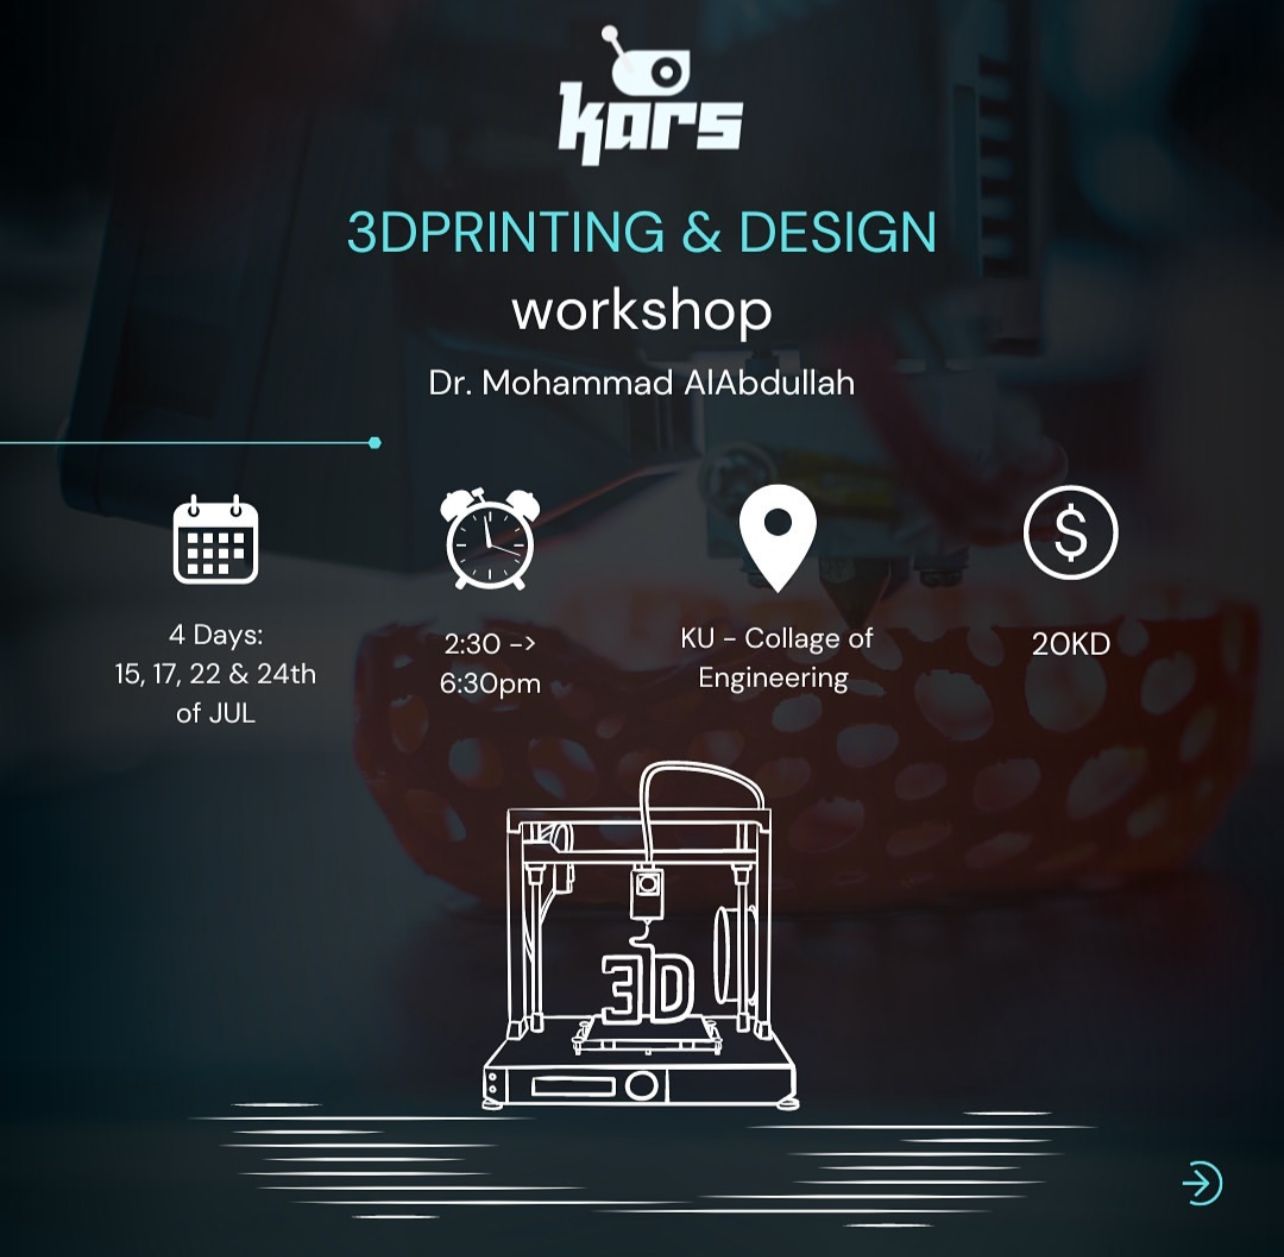 kars
3DPRINTING & DESIGN
workshop
Dr. Mohammad AlAbdullah
4 Days:
15, 17, 22 & 24th
of JUL
2:30 ->
6:30pm
KU - Collage of
Engineering
$
20KD
3D